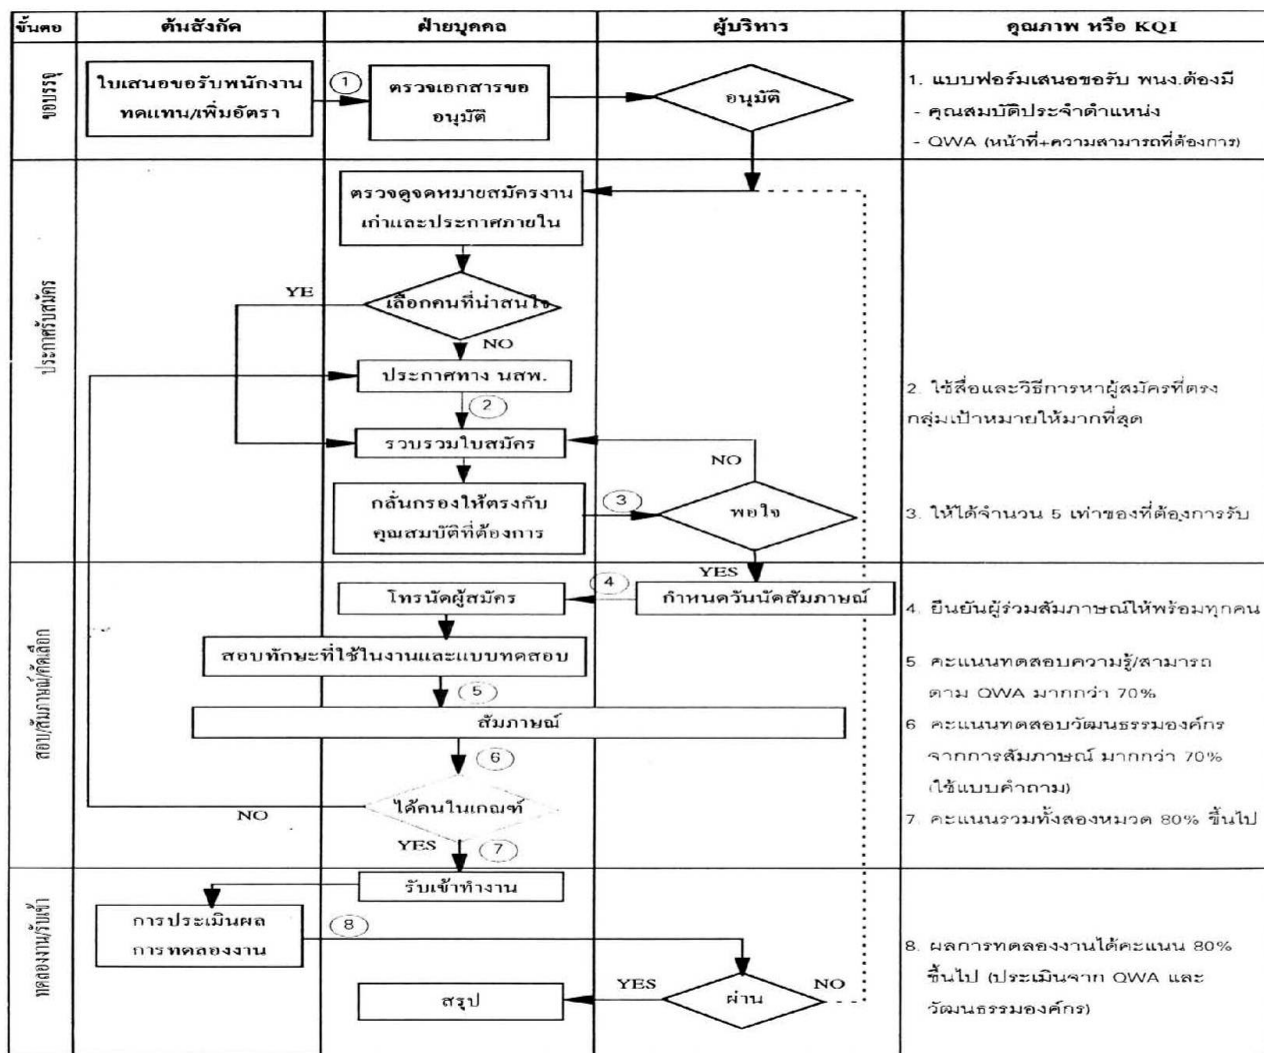 ขั้นตอ
ต้นสังกัด
ฝ่ายบุคคล
ผู้บริหาร
คุณภาพ หรือ KQI
ขอบรรจุ
ใบเสนอขอรับพนักงาน
ทดแทน/เพิ่มอัตรา
1
ตรวจเอกสารขอ
อนุมัติ
อนุมัติ
1. แบบฟอร์มเสนอขอรับ พนง.ต้องมี
- คุณสมบัติประจำตำแหน่ง
- QWA (หน้าที่+ความสามารถที่ต้องการ)
ประกาศรับสมัคร
ตรวจดูจดหมายสมัครงาน
เก่าและประกาศภายใน
YE
เลือกคนที่น่าสนใจ
NO
ประกาศทาง นสพ.
2
2. ใช้สื่อและวิธีการหาผู้สมัครที่ตรง
กลุ่มเป้าหมายให้มากที่สุด
รวบรวมใบสมัคร
NO
กลั่นกรองให้ตรงกับ
คุณสมบัติที่ต้องการ
3
พอใจ
3. ให้ได้จำนวน 5 เท่าของที่ต้องการรับ
YES
สอบ/สัมภาษณ์/คัดเลือก
โทรนัดผู้สมัคร
4
กำหนดวันนัดสัมภาษณ์
4. ยืนยันผู้ร่วมสัมภาษณ์ให้พร้อมทุกคน
สอบทักษะที่ใช้ในงานและแบบทดสอบ
5
5 คะแนนทดสอบความรู้/สามารถ
ตาม QWA มากกว่า 70%
สัมภาษณ์
6
6 คะแนนทดสอบวัฒนธรรมองค์กร
จากการสัมภาษณ์ มากกว่า 70%
(ใช้แบบคำถาม)
ได้คนในเกณฑ์
NO
YES
7
7. คะแนนรวมทั้งสองหมวด 80% ขึ้นไป
ทดลองงาน/รับเข้า
รับเข้าทำงาน
การประเมินผล
การทดลองงาน
8
8. ผลการทดลองงานได้คะแนน 80%
ขึ้นไป (ประเมินจาก QWA และ
วัฒนธรรมองค์กร)
สรุป
YES
ผ่าน
NO